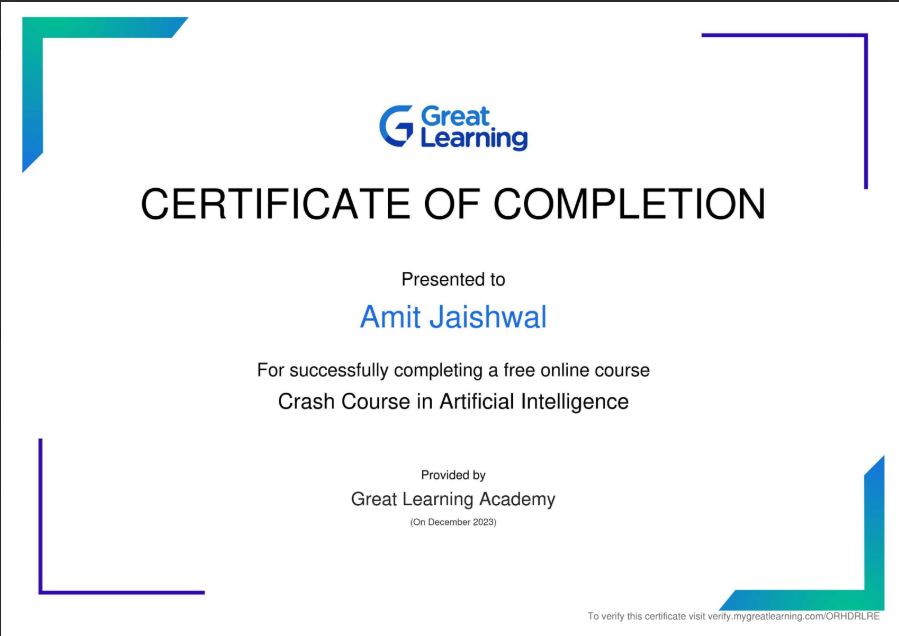 Great
Learning
CERTIFICATE OF COMPLETION
Presented to
Amit Jaishwal
For successfully completing a free online course
Crash Course in Artificial Intelligence
Provided by
Great Learning Academy
(On December 2023)
To verify this certificate visit verify.mygreatlearning.com/ORHDRLRE